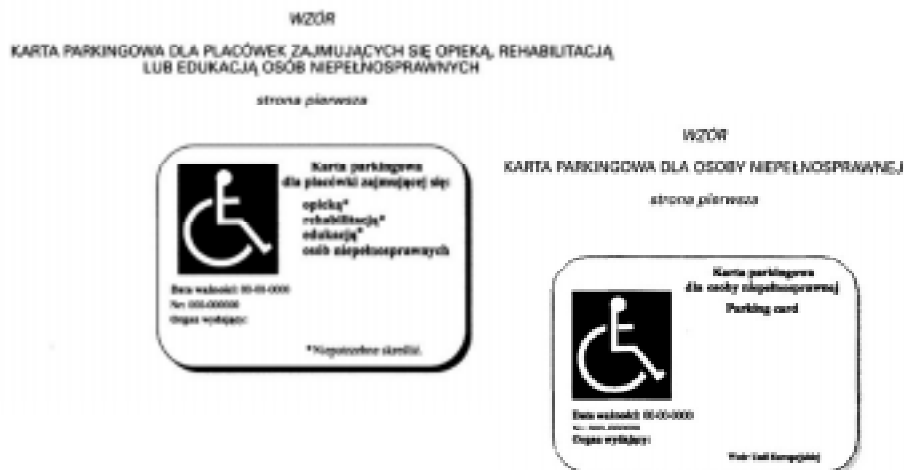 WZÓR
KARTA PARKINGOWA DLA PLACÓWEK ZAJMUJĄCYCH SIĘ OPIEKĄ, REHABILITACJĄ
LUB EDUKACJĄ OSÓB NIEPEŁNOSPRAWNYCH
strona pierwsza
Karta parkingowa
dla placówki zajmującej się:
opieką*
rehabilitacją*
edukacją*
osób niepełnosprawnych
Data ważności: 00-00-0000
Nr: 000-000000
Organ wydający:
*Niepotrzebne skreślić.
WZÓR
KARTA PARKINGOWA DLA OSOBY NIEPEŁNOSPRAWNEJ
strona pierwsza
Karta parkingowa
dla osoby niepełnosprawnej
Parking card
Data ważności: 00-00-0000
Organ wydający: